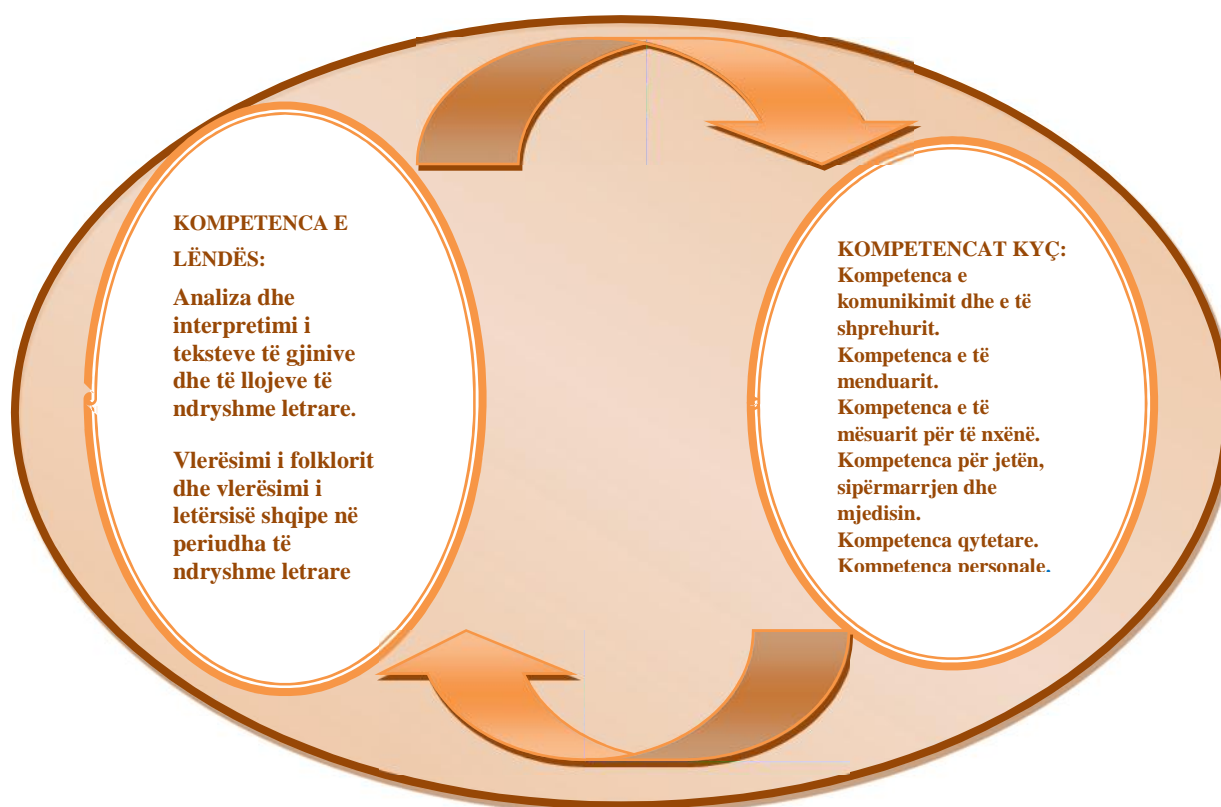 KOMPETENCA E
LËNDËS:
Analiza dhe
interpretimi i
teksteve të gjinive
dhe të llojeve të
ndryshme letrare.
Vlerësimi i folklorit
dhe vlerësimi i
letërsisë shqipe në
periudha të
ndryshme letrare
KOMPETENCAT KYÇ:
Kompetenca e
komunikimit dhe e të
shprehurit.
Kompetenca e të
menduarit.
Kompetenca e të
mësuarit për të nxënë.
Kompetenca për jetën,
sipërmarrjen dhe
mjedisin.
Kompetenca qytetare.
Kompetenca personale.